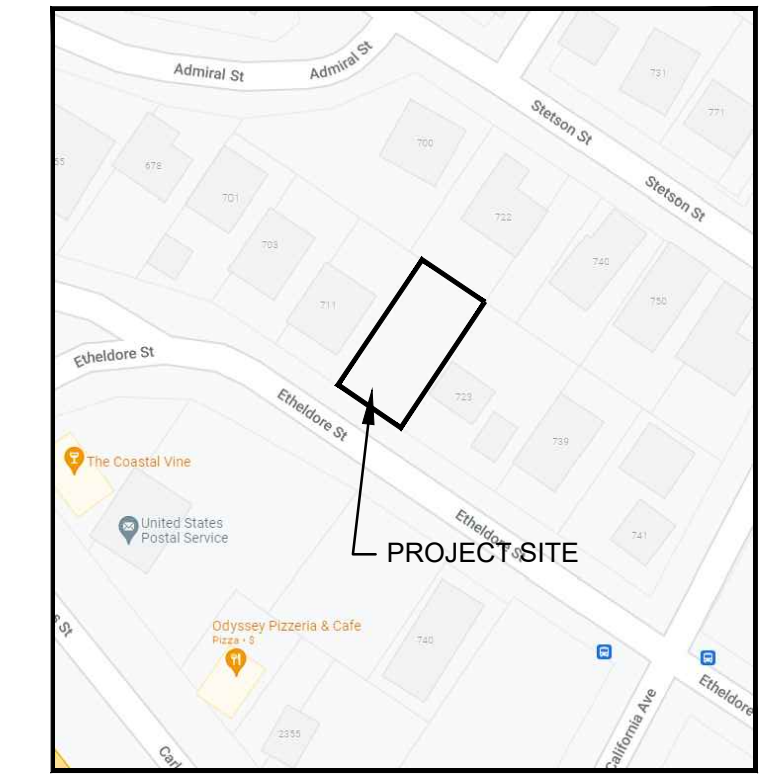 Admiral St
Admiral St
Stetson St
Stetson St
731
771
700
678
701
722
703
740
750
711
Etheldore St
Etheldore St
723
739
The Coastal Vine
United States
Postal Service
Etheldore St
741
PROJECT SITE
Odyssey Pizzeria & Cafe
Pizza • $
740
2355
Etheldore
California Ave